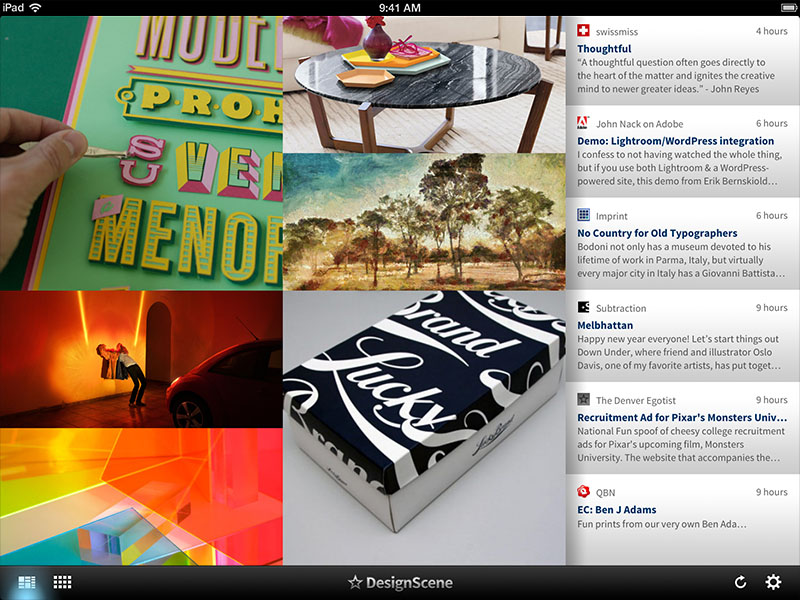 iPad
9:41 AM
MODE
PROH
SU VEN
MENOR
Brand
Lucky
Brand
Lucky Brand
swissmiss 4 hours
Thoughtful
“A thoughtful question often goes directly to
the heart of the matter and ignites the creative
mind to newer greater ideas.” - John Reyes
John Nack on Adobe 6 hours
Demo: Lightroom/WordPress integration
I confess to not having watched the whole thing,
but if you use both Lightroom & a WordPress-
powered site, this demo from Erik Bernskiold…
Imprint 6 hours
No Country for Old Typographers
Bodoni not only has a museum devoted to his
lifetime of work in Parma, Italy, but virtually
every major city in Italy has a Giovanni Battista…
Subtraction 9 hours
Melbhattan
Happy new year everyone! Let’s start things out
Down Under, where friend and illustrator Oslo
Davis, one of my favorite artists, has put toget…
The Denver Egotist 9 hours
Recruitment Ad for Pixar's Monsters Univ…
National Fun spoof of cheesy college recruitment
ads for Pixar’s upcoming film, Monsters
University. The website that accompanies the…
QBN 9 hours
EC: Ben J Adams
Fun prints from our very own Ben Ada…
DesignScene